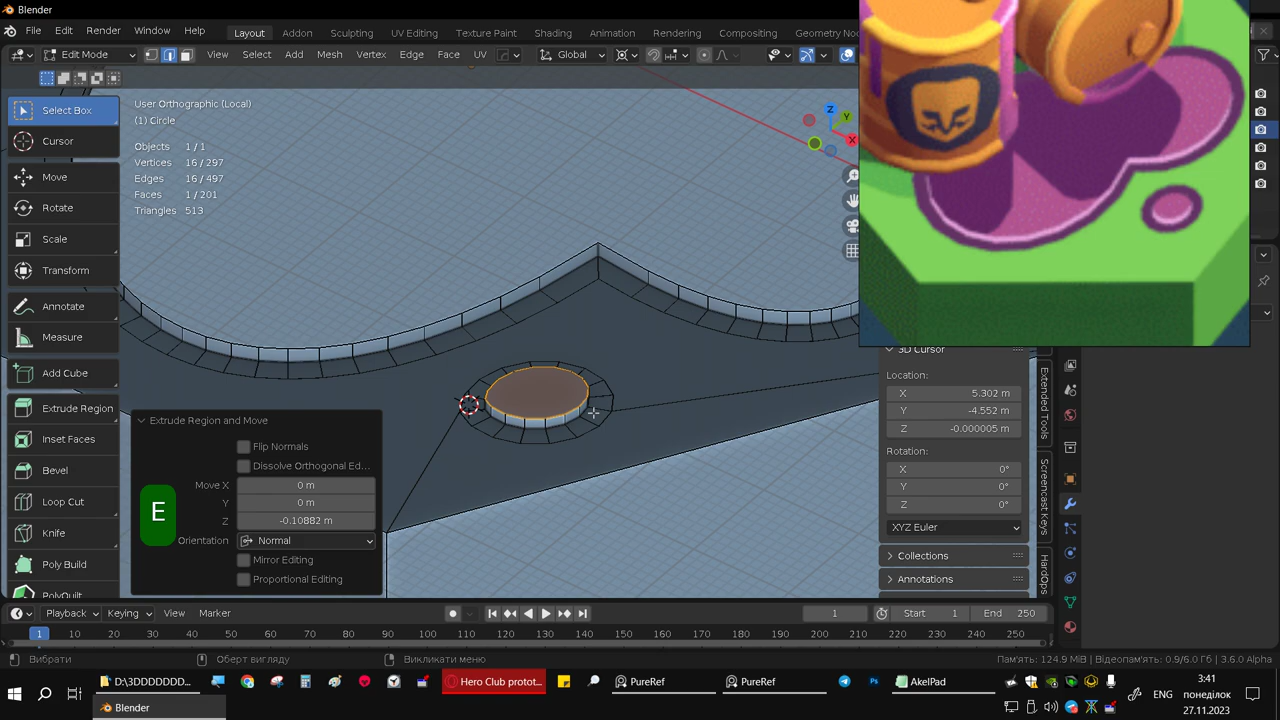 Blender
File Edit Render Window Help Layout Addon Sculpting UV Editing Texture Paint Shading Animation Rendering Compositing Geometry No
Edit Mode View Select Add Mesh Vertex Edge Face UV Global
Select Box
Cursor
Move
Rotate
Scale
Transform
Annotate
Measure
Add Cube
Extrude Region
Inset Faces
Bevel
Loop Cut
Knife
Poly Build
PolyQuilt
User Orthographic (Local)
(1) Circle
Objects 1 / 1
Vertices 16 / 297
Edges 16 / 497
Faces 1 / 201
Triangles 513
Z
Y
X
E
Extrude Region and Move
Flip Normals
Dissolve Orthogonal Ed...
Move X 0 m
Y 0 m
Z -0.10882 m
Orientation Normal
Mirror Editing
Proportional Editing
3D Cursor
Location:
X 5.302 m
Y -4.552 m
Z -0.000005 m
Rotation:
X 0°
Y 0°
Z 0°
XYZ Euler
Collections
Annotations
Extended Tools
Screencast Keys
HardOps
Playback Keying View Marker 1 Start 1 End 250
1 10 20 30 40 50 60 70 80 90 100 110 120 130 140 150 160 170 180 190 200 210 220 230 240 250
Вибрати Оберт вигляду Викликати меню Пам'ять: 124.9 MiB | Відеопам'ять: 0.9/6.0 Гб | 3.6.0 Alpha
D:\3DDDDDDD... Hero Club protot... PureRef PureRef AkelPad
Blender
ENG
3:41
понеділок
27.11.2023